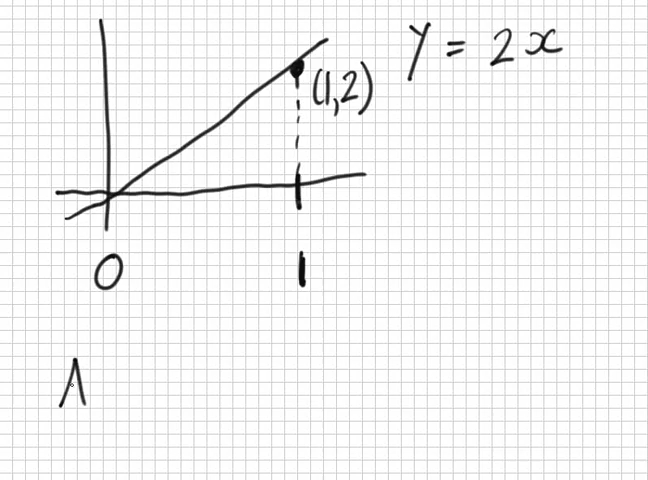 y = 2x
(1,2)
0 1